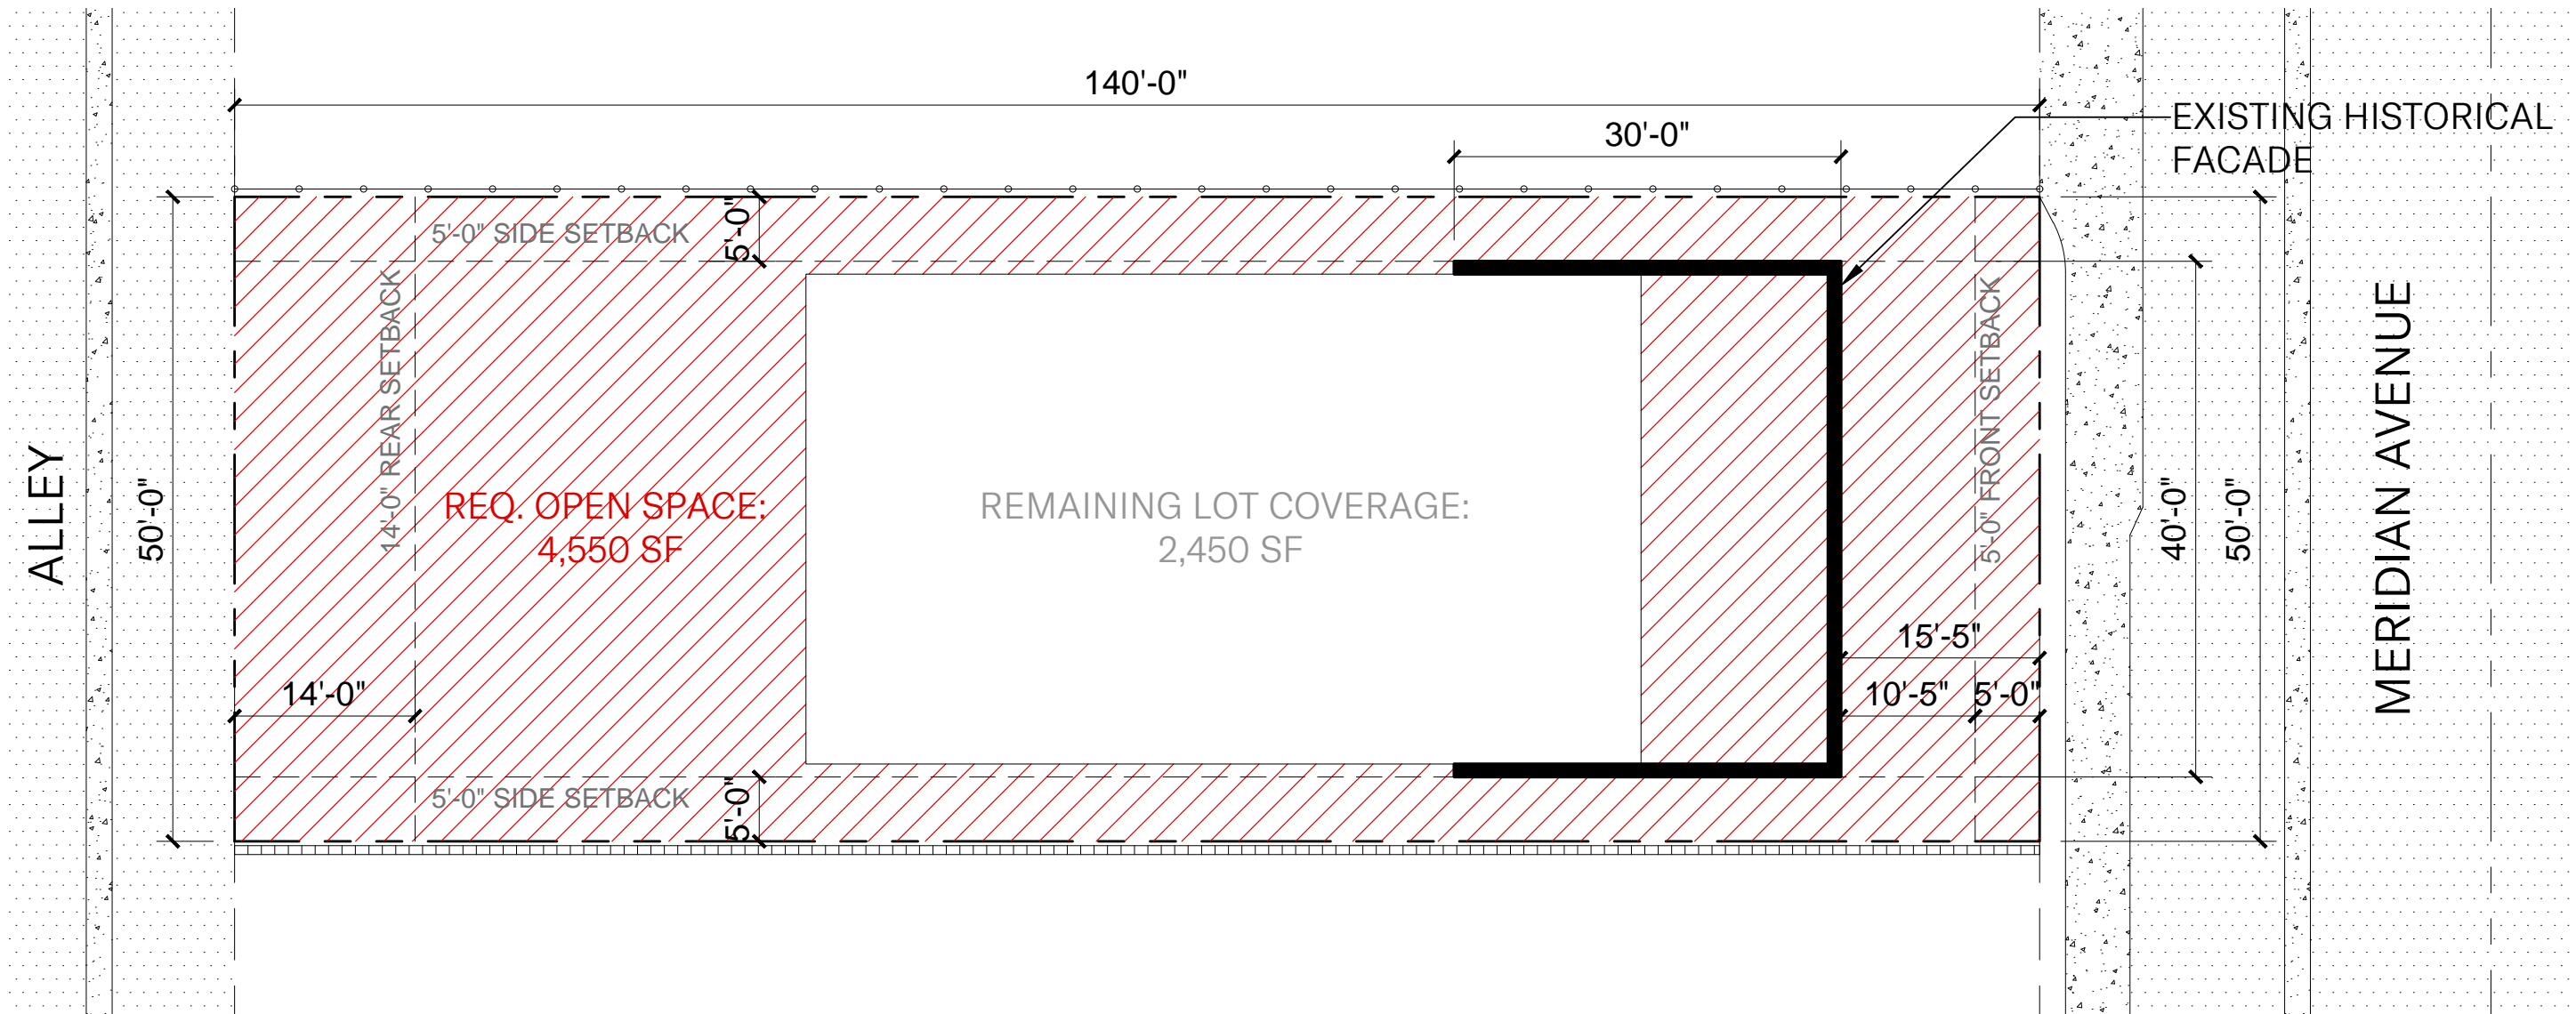 140'-0"
30'-0"
EXISTING HISTORICAL
FACADE
5'-0" SIDE SETBACK
5'-0"
14'-0" REAR SETBACK
5'-0" FRONT SETBACK
ALLEY
50'-0"
REQ. OPEN SPACE:
4,550 SF
REMAINING LOT COVERAGE:
2,450 SF
40'-0"
50'-0"
MERIDIAN AVENUE
15'-5"
14'-0"
10'-5"
5'-0"
5'-0" SIDE SETBACK
5'-0"